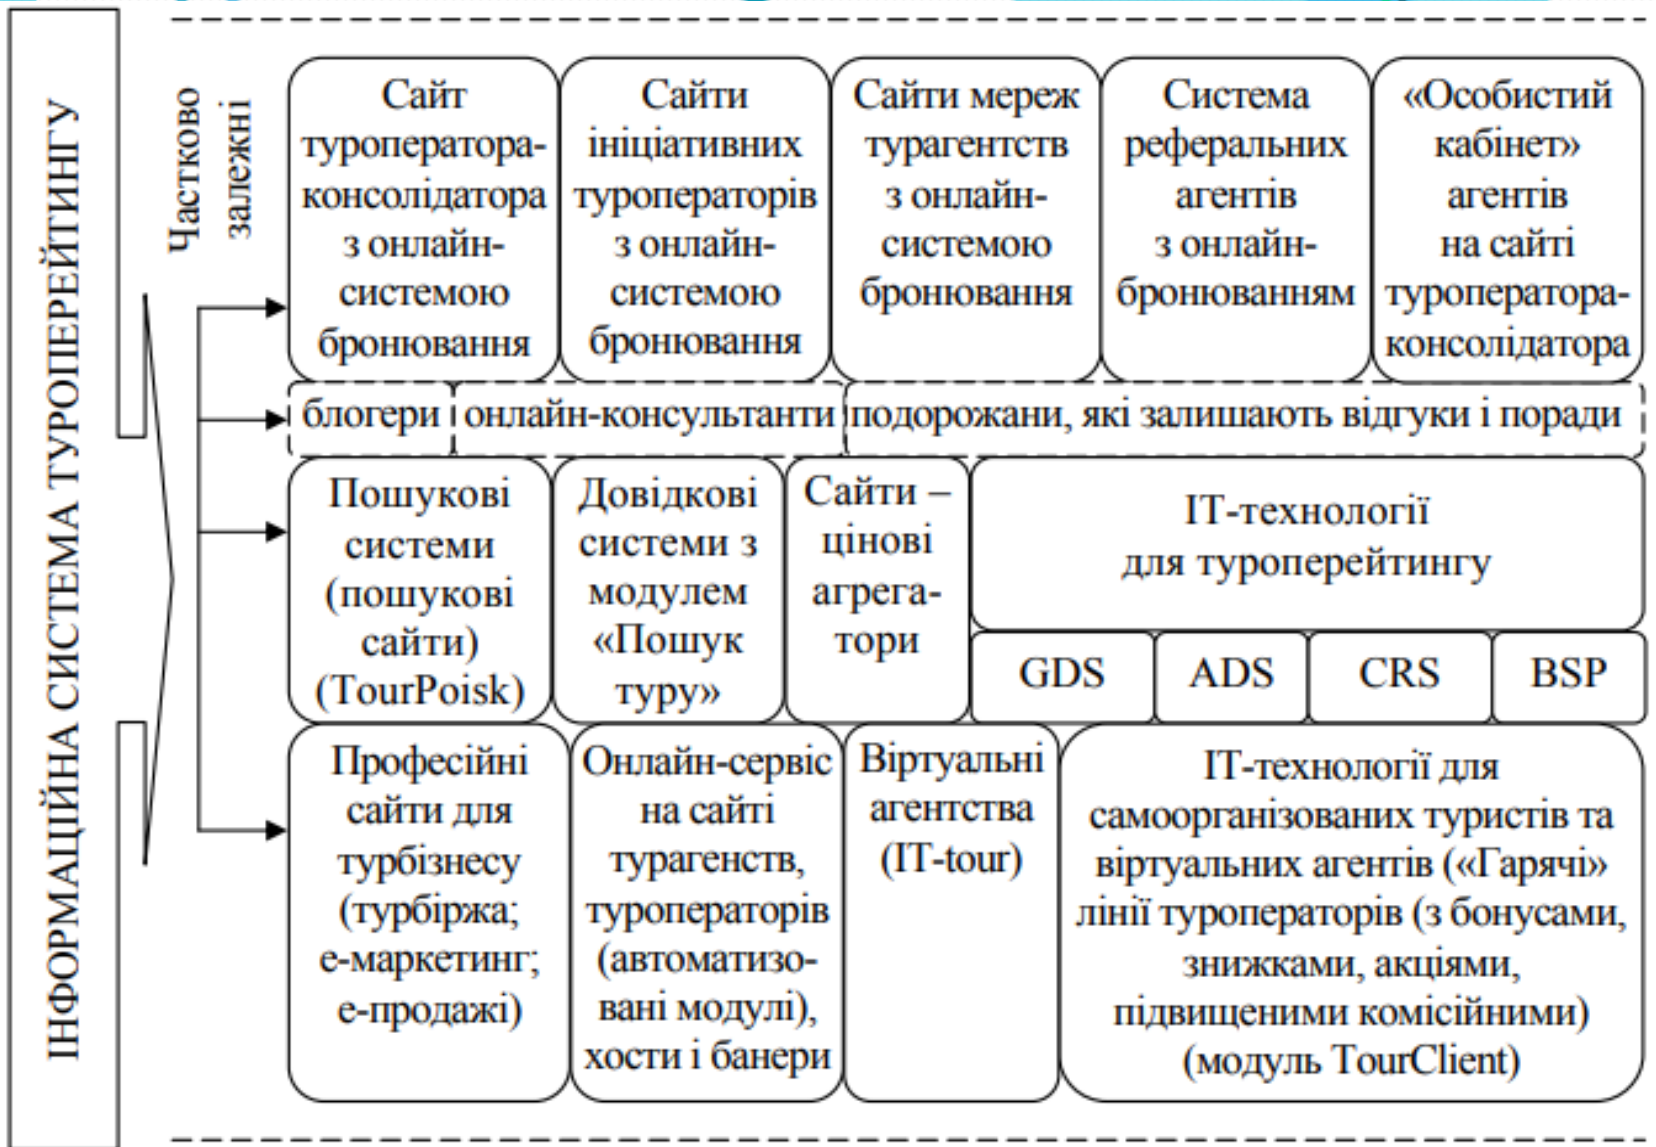 ІНФОРМАЦІЙНА СИСТЕМА ТУРОПЕРЕЙТИНГУ
Частково
залежні
Сайт
туроператора-
консолідатора
з онлайн-
системою
бронювання
Сайти
ініціативних
туроператорів
з онлайн-
системою
бронювання
Сайти мереж
турагентств
з онлайн-
системою
бронювання
Система
реферальних
агентів
з онлайн-
бронюванням
«Особистий
кабінет»
агентів
на сайті
туроператора-
консолідатора
блогери
онлайн-консультанти
подорожани, які залишають відгуки і поради
Пошукові
системи
(пошукові
сайти)
(TourPoisk)
Довідкові
системи з
модулем
«Пошук
туру»
Сайти –
цінові
агрега-
тори
ІТ-технології
для туроперейтингу
GDS
ADS
CRS
BSP
Професійні
сайти для
турбізнесу
(турбіржа;
е-маркетинг;
е-продажі)
Онлайн-сервіс
на сайті
турагенств,
туроператорів
(автоматизо-
вані модулі),
хости і банери
Віртуальні
агентства
(IT-tour)
ІТ-технології для
самоорганізованих туристів та
віртуальних агентів («Гарячі»
лінії туроператорів (з бонусами,
знижками, акціями,
підвищеними комісійними)
(модуль TourClient)